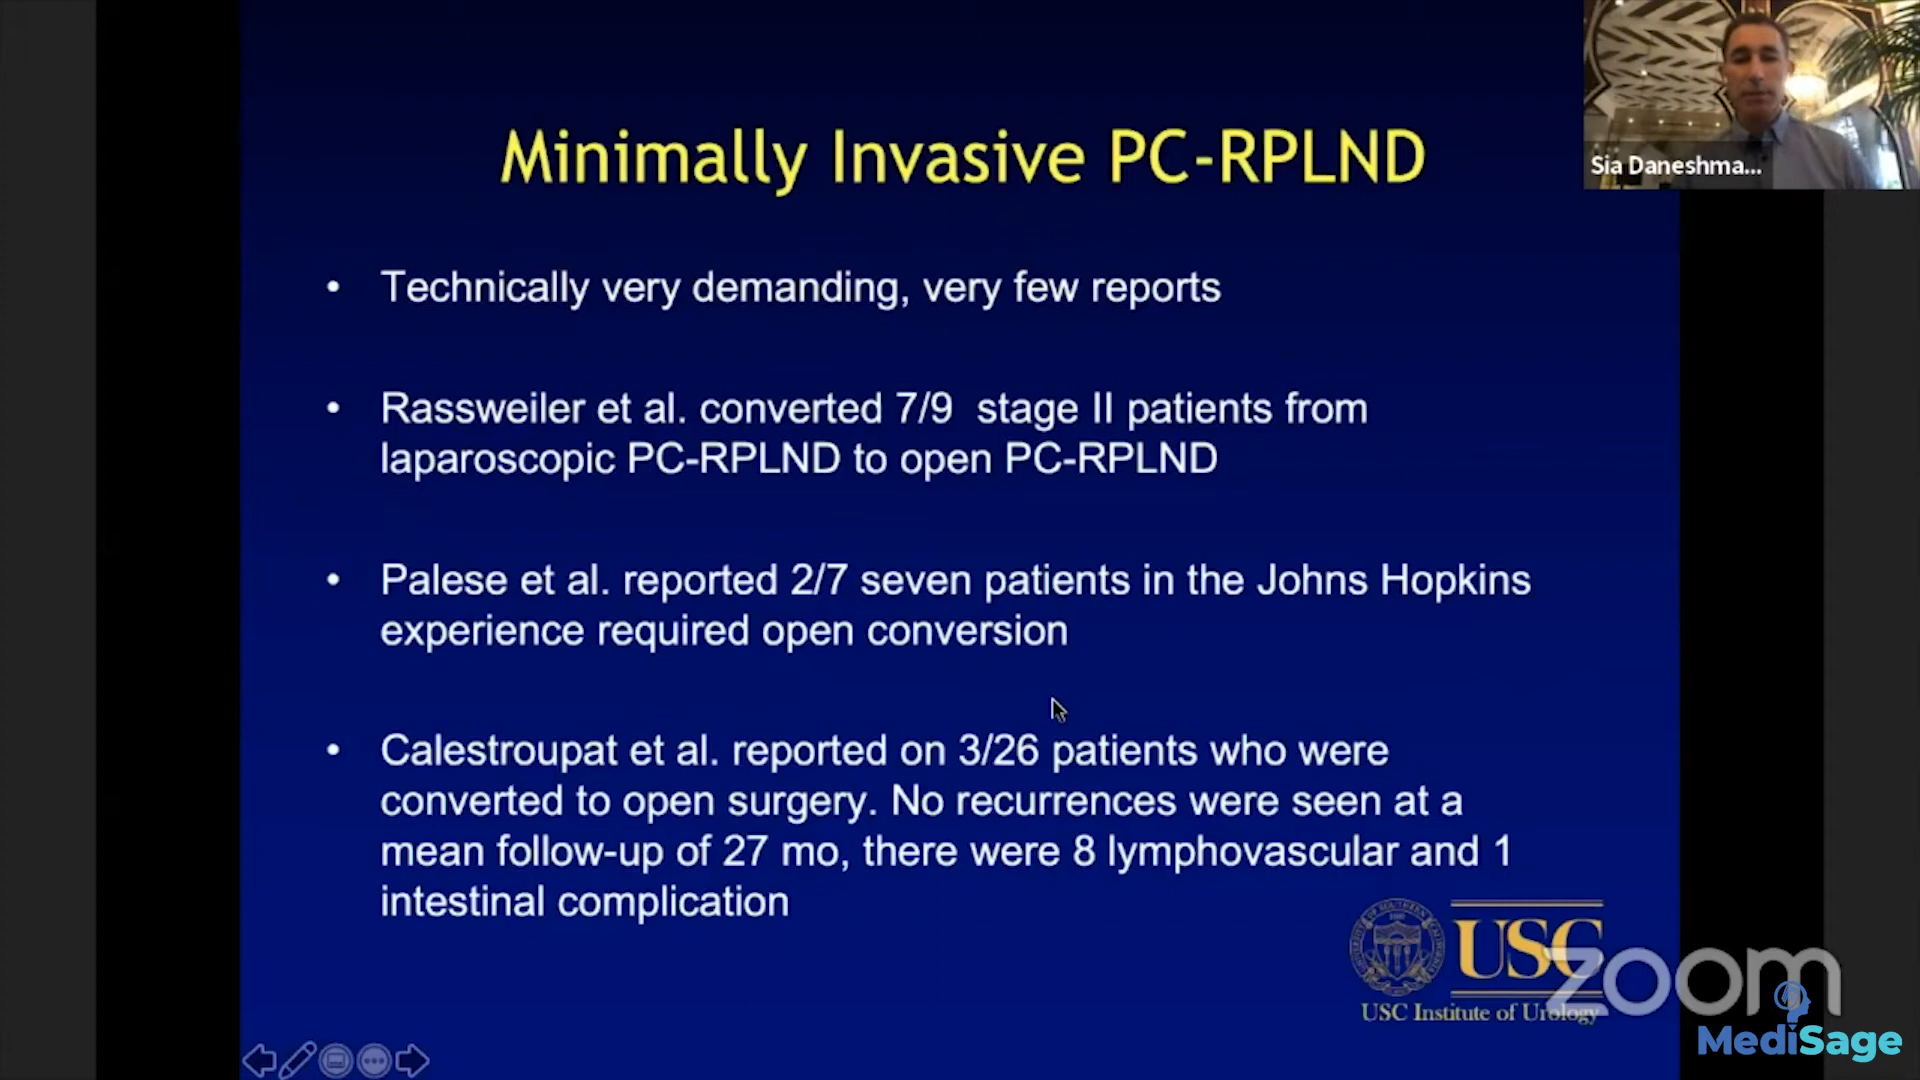 Minimally Invasive PC-RPLND
Sia Daneshma...
• Technically very demanding, very few reports
• Rassweiler et al. converted 7/9 stage II patients from
laparoscopic PC-RPLND to open PC-RPLND
• Palese et al. reported 2/7 seven patients in the Johns Hopkins
experience required open conversion
• Calestroupat et al. reported on 3/26 patients who were
converted to open surgery. No recurrences were seen at a
mean follow-up of 27 mo, there were 8 lymphovascular and 1
intestinal complication
USC
USC Institute of Urology
zoom
MediSage